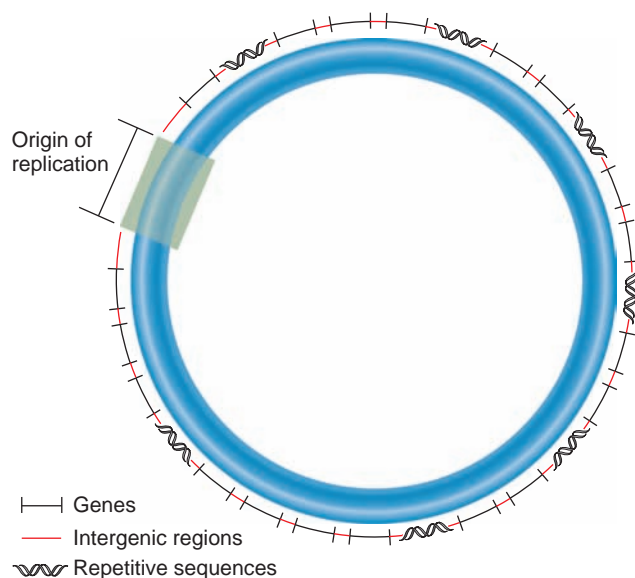 Origin of
replication
Genes
Intergenic regions
Repetitive sequences